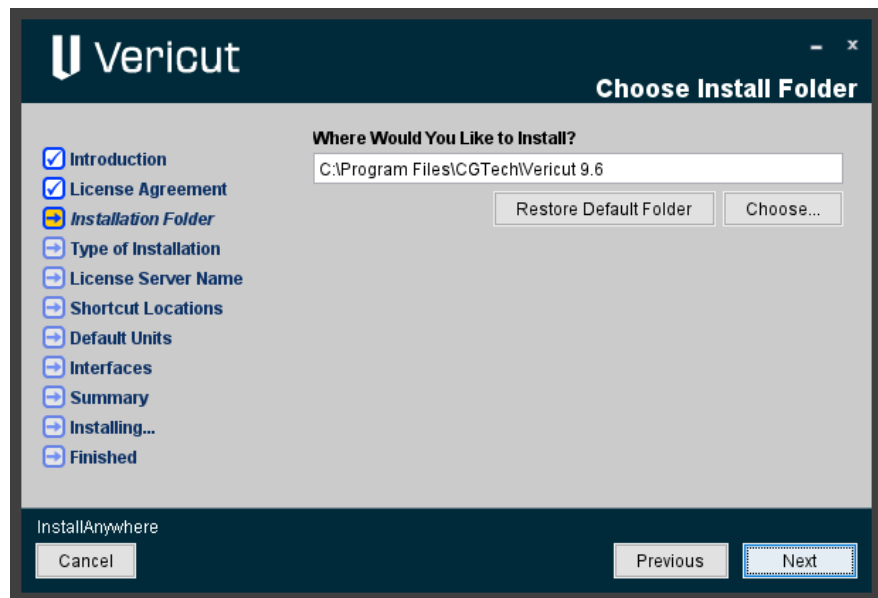 Vericut
Choose Install Folder
Introduction
License Agreement
Installation Folder
Type of Installation
License Server Name
Shortcut Locations
Default Units
Interfaces
Summary
Installing...
Finished
Where Would You Like to Install?
C:\Program Files\CGTech\Vericut 9.6
Restore Default Folder Choose...
InstallAnywhere
Cancel Previous Next